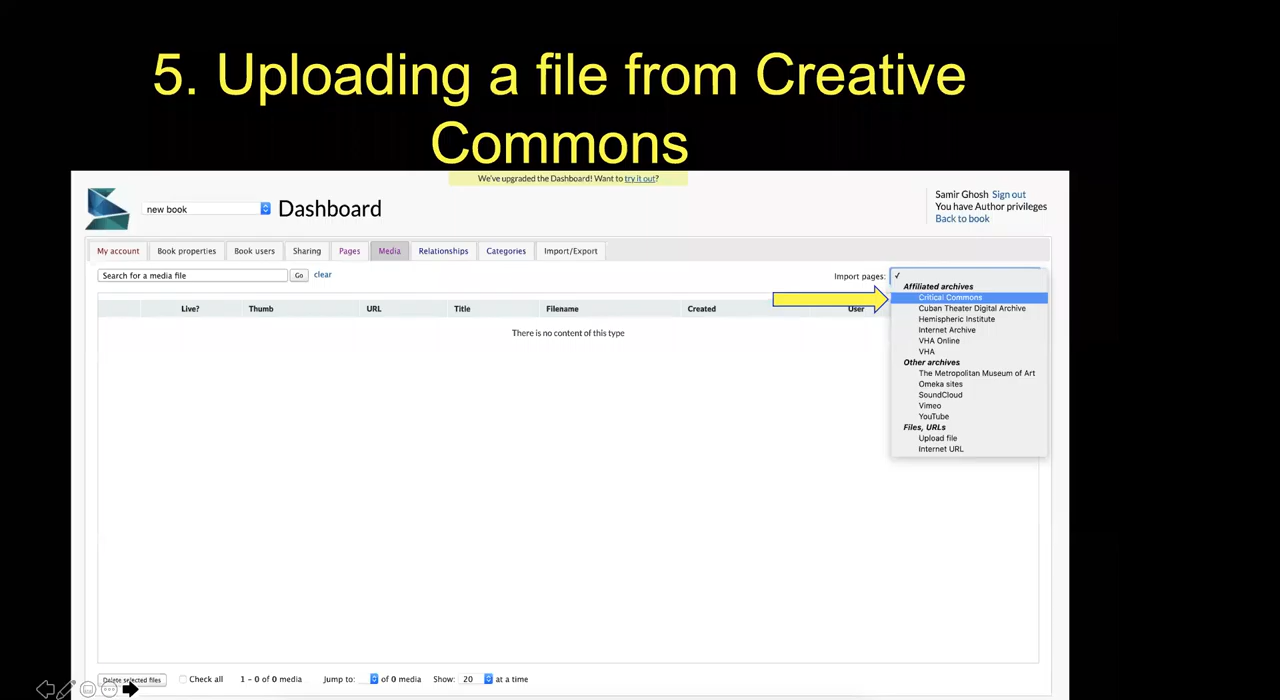 5. Uploading a file from Creative
Commons
We've upgraded the Dashboard! Want to try it out?
new book
Dashboard
Samir Ghosh Sign out
You have Author privileges
Back to book
My account Book properties Book users Sharing Pages Media Relationships Categories Import/Export
Search for a media file Go clear
Import pages: ✓
Live? Thumb URL Title Filename Created User
There is no content of this type
Affiliated archives
Critical Commons
Cuban Theater Digital Archive
Hemispheric Institute
Internet Archive
VHA Online
VHA
Other archives
The Metropolitan Museum of Art
Omeka sites
SoundCloud
Vimeo
YouTube
Files, URLs
Upload file
Internet URL
Delete selected files Check all 1 - 0 of 0 media Jump to: of 0 media Show: 20 at a time